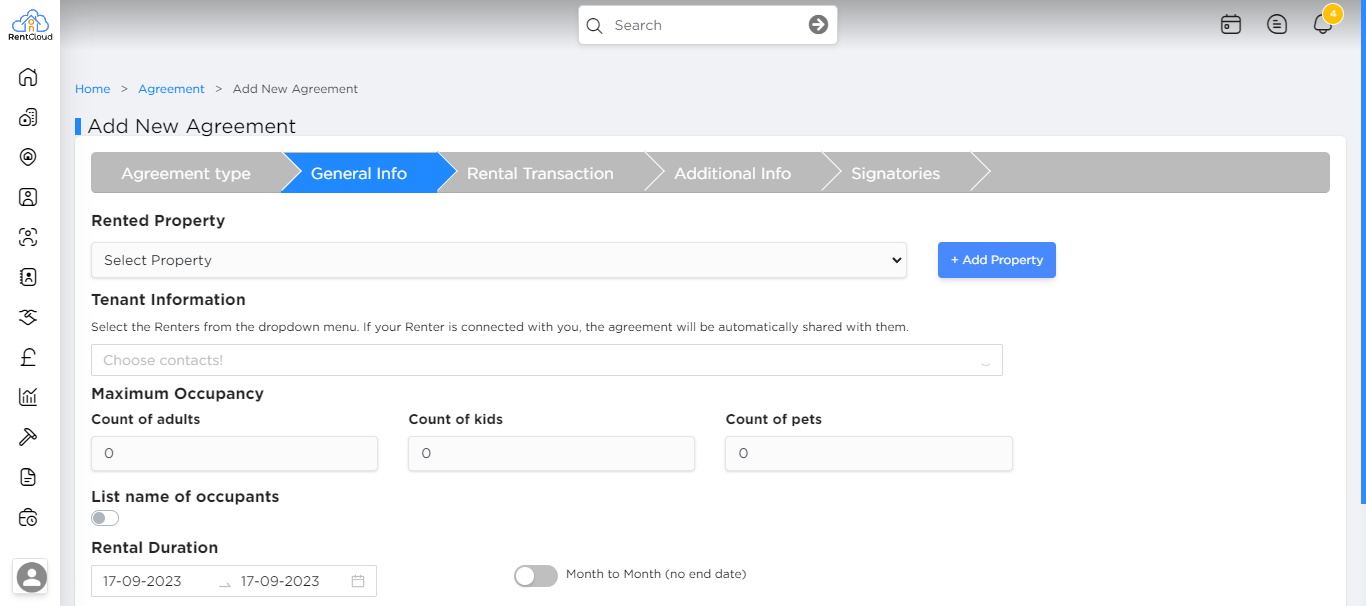 RentCloud
Search
4
Home > Agreement > Add New Agreement
Add New Agreement
Agreement type General Info Rental Transaction Additional Info Signatories
Rented Property
Select Property + Add Property
Tenant Information
Select the Renters from the dropdown menu. If your Renter is connected with you, the agreement will be automatically shared with them.
Choose contacts!
Maximum Occupancy
Count of adults Count of kids Count of pets
0 0 0
List name of occupants
Rental Duration
17-09-2023 → 17-09-2023 Month to Month (no end date)